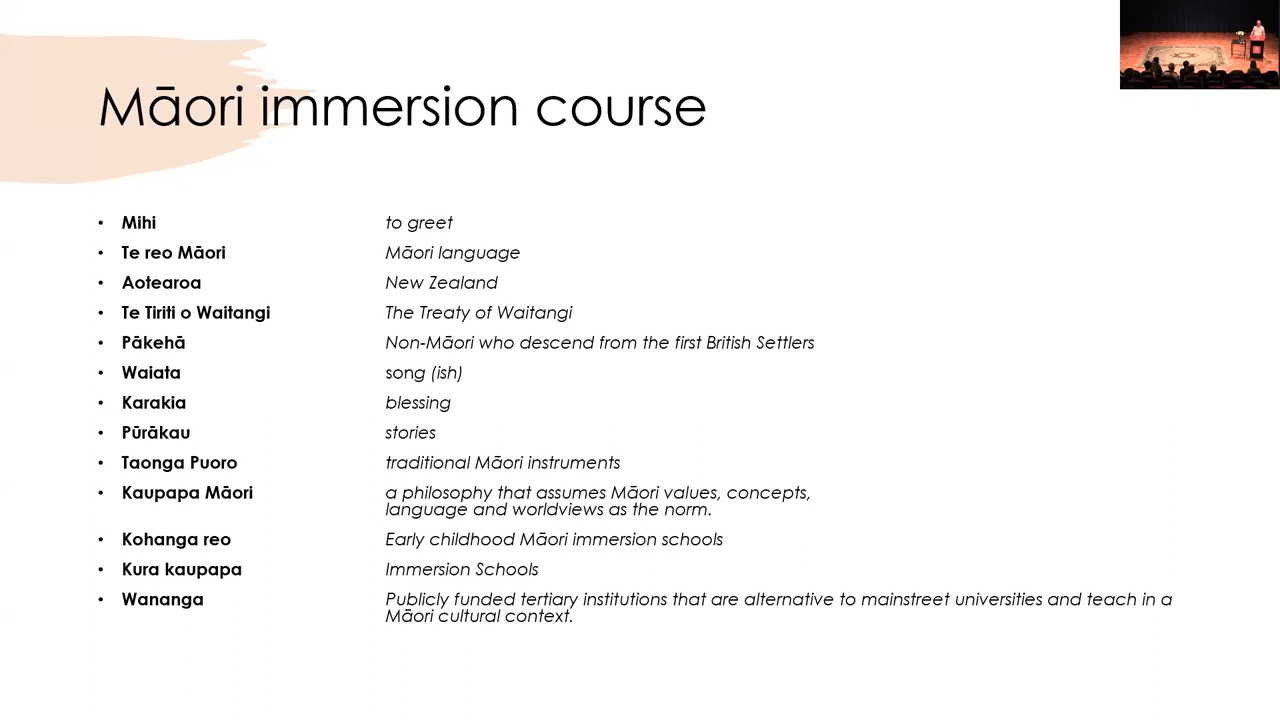 Māori immersion course
• Mihi to greet
• Te reo Māori Māori language
• Aotearoa New Zealand
• Te Tiriti o Waitangi The Treaty of Waitangi
• Pākehā Non-Māori who descend from the first British Settlers
• Waiata song (ish)
• Karakia blessing
• Pūrākau stories
• Taonga Puoro traditional Māori instruments
• Kaupapa Māori a philosophy that assumes Māori values, concepts,
language and worldviews as the norm.
• Kohanga reo Early childhood Māori immersion schools
• Kura kaupapa Immersion Schools
• Wananga Publicly funded tertiary institutions that are alternative to mainstreet universities and teach in a
Māori cultural context.